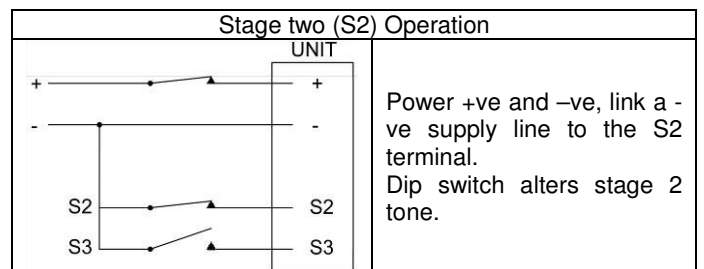 Stage two (S2) Operation
UNIT
+ +
- -
S2 S2
S3 S3
Power +ve and –ve, link a -
ve supply line to the S2
terminal.
Dip switch alters stage 2
tone.